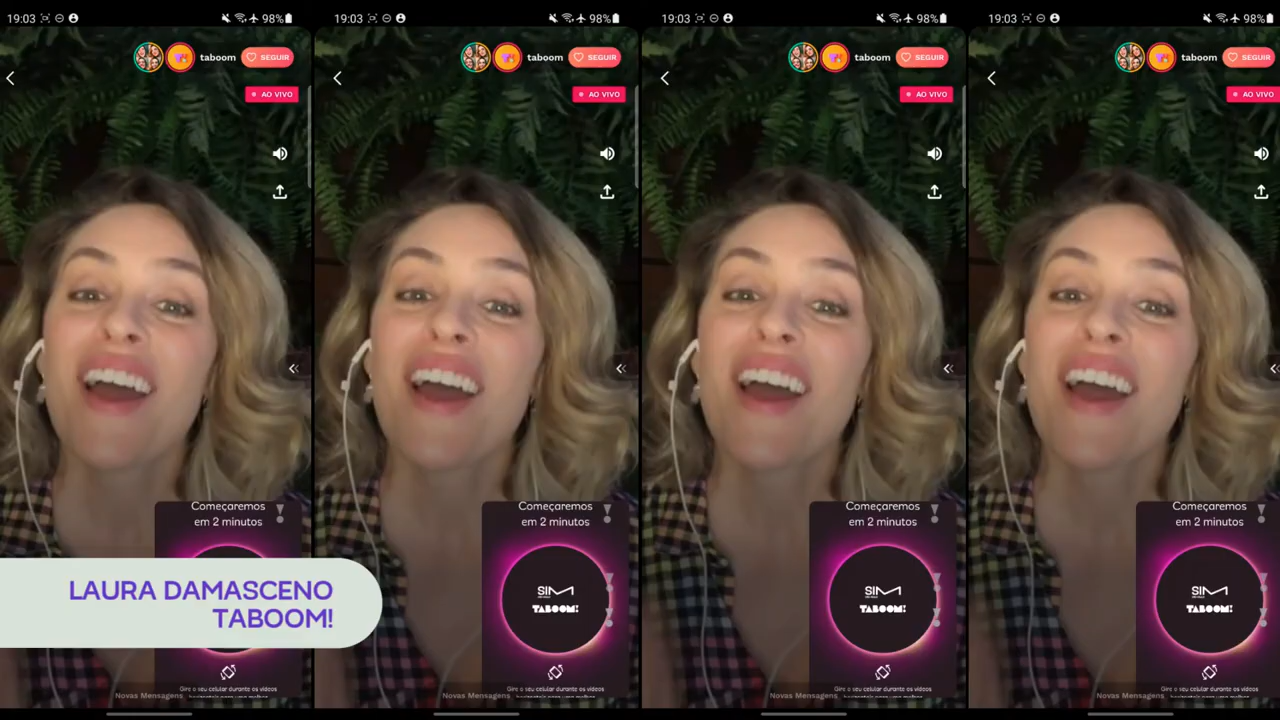 19:03
98%
taboom
SEGUIR
AO VIVO
Começaremos
em 2 minutos
SIM
TABOOM!
Gire o seu celular durante os vídeos
Novas Mensagens
19:03
98%
taboom
SEGUIR
AO VIVO
Começaremos
em 2 minutos
SIM
TABOOM!
Gire o seu celular durante os vídeos
Novas Mensagens
19:03
98%
taboom
SEGUIR
AO VIVO
Começaremos
em 2 minutos
SIM
TABOOM!
Gire o seu celular durante os vídeos
Novas Mensagens
19:03
98%
taboom
SEGUIR
AO VIVO
Começaremos
em 2 minutos
SIM
TABOOM!
Gire o seu celular durante os vídeos
Novas Mensagens
LAURA DAMASCENO
TABOOM!